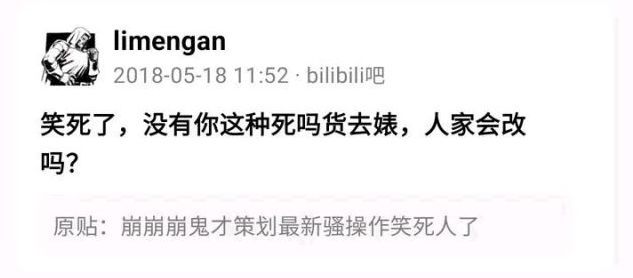 limengan
2018-05-18 11:52 · bilibili吧
笑死了，没有你这种死吗货去婊，人家会改
吗？
原贴：崩崩崩鬼才策划最新骚操作笑死人了